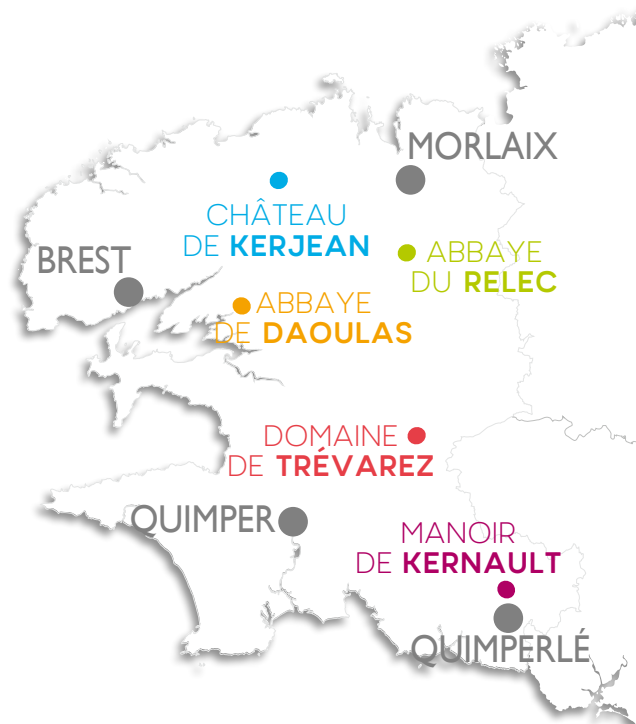 MORLAIX
CHÂTEAU
DE KERJEAN
BREST
ABBAYE
DU RELEC
ABBAYE
DE DAOULAS
DOMAINE
DE TRÉVAREZ
QUIMPER
MANOIR
DE KERNAULT
QUIMPERLÉ